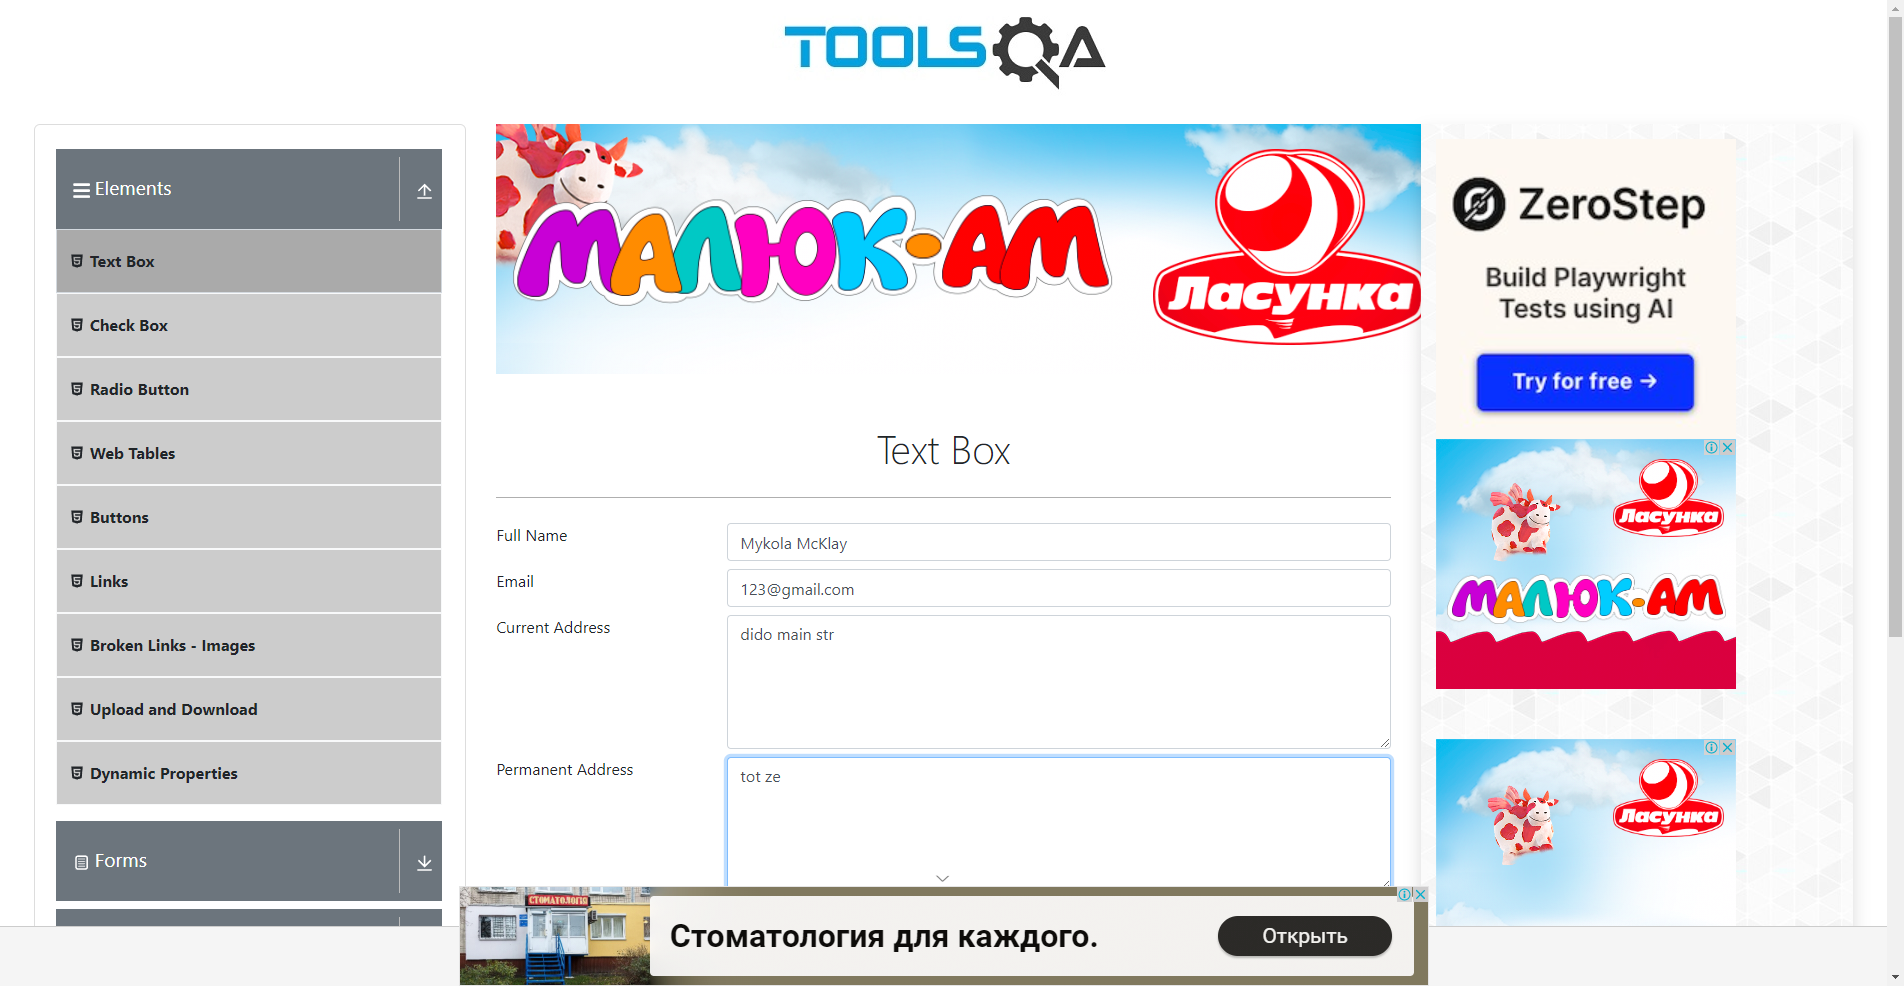 TOOLSQA
Elements
Text Box
Check Box
Radio Button
Web Tables
Buttons
Links
Broken Links - Images
Upload and Download
Dynamic Properties
Forms
МАЛЮК-АМ
Ласунка
Text Box
Full Name
Mykola McKlay
Email
123@gmail.com
Current Address
dido main str
Permanent Address
tot ze
ZeroStep
Build Playwright
Tests using AI
Try for free →
Ласунка
МАЛЮК-АМ
Ласунка
СТОМАТОЛОГІЯ
Стоматология для каждого.
Открыть